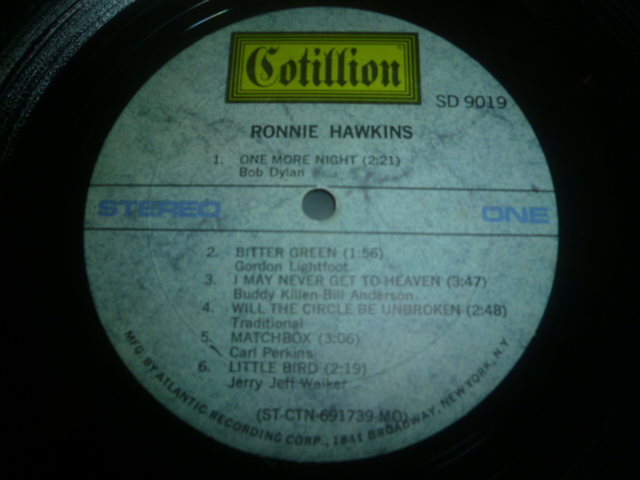 Cotillion
SD 9019
RONNIE HAWKINS
1. ONE MORE NIGHT (2:21)
Bob Dylan
STEREO ONE
2. BITTER GREEN (1:56)
Gordon Lightfoot
3. I MAY NEVER GET TO HEAVEN (3:47)
Buddy Killen-Bill Anderson
4. WILL THE CIRCLE BE UNBROKEN (2:48)
Traditional
5. MATCHBOX (3:06)
Carl Perkins
6. LITTLE BIRD (2:19)
Jerry Jeff Walker
(ST-CTN-691739 MO)
MFG. BY ATLANTIC RECORDING CORP., 1841 BROADWAY, NEW YORK, N.Y.